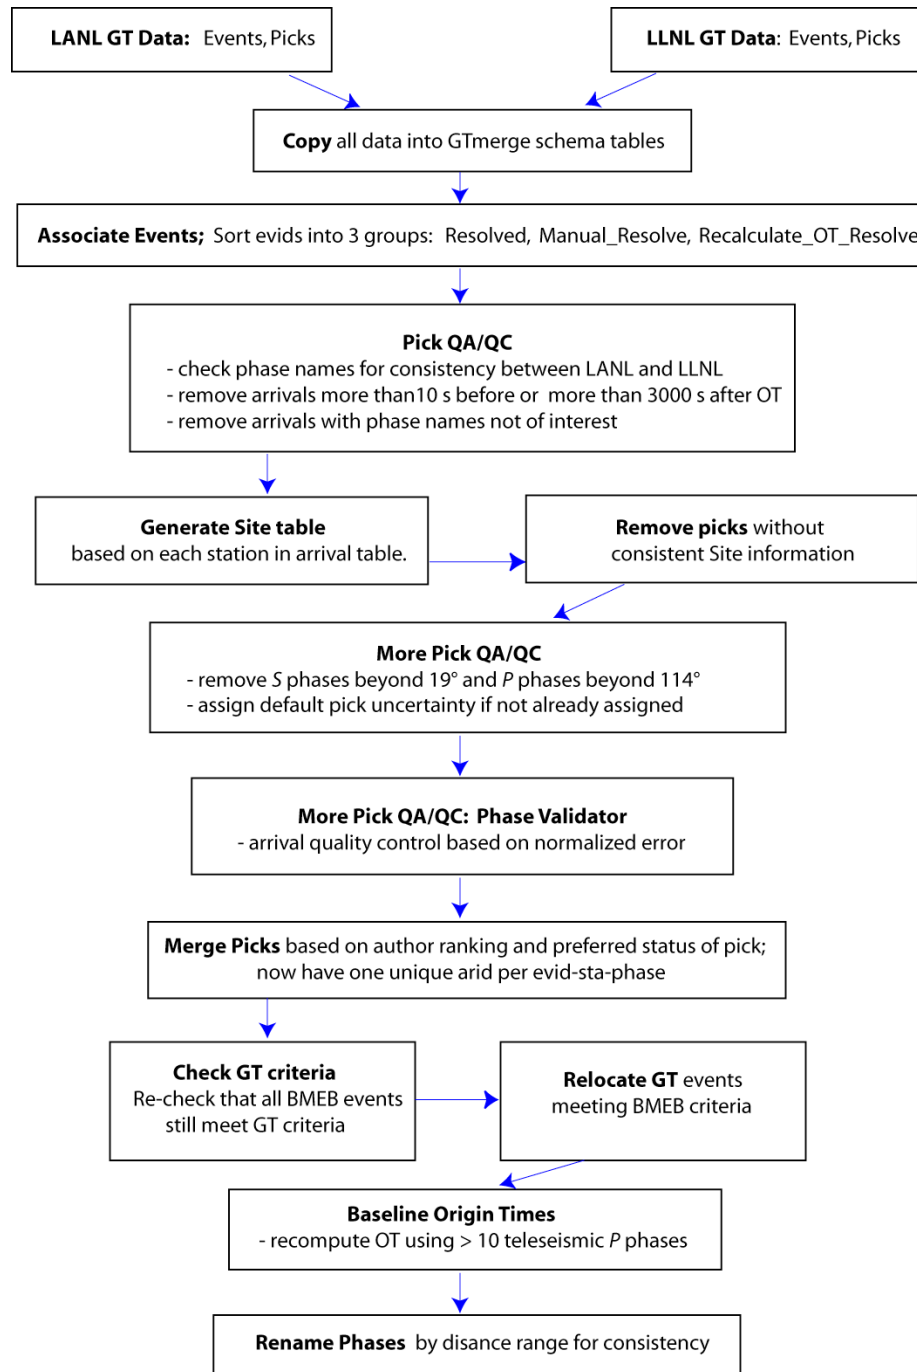 LANL GT Data: Events, Picks
LLNL GT Data: Events, Picks
Copy all data into GTmerge schema tables
Associate Events; Sort evids into 3 groups: Resolved, Manual_Resolve, Recalculate_OT_Resolve
Pick QA/QC
- check phase names for consistency between LANL and LLNL
- remove arrivals more than10 s before or more than 3000 s after OT
- remove arrivals with phase names not of interest
Generate Site table
based on each station in arrival table.
Remove picks without
consistent Site information
More Pick QA/QC
- remove S phases beyond 19° and P phases beyond 114°
- assign default pick uncertainty if not already assigned
More Pick QA/QC: Phase Validator
- arrival quality control based on normalized error
Merge Picks based on author ranking and preferred status of pick;
now have one unique arid per evid-sta-phase
Check GT criteria
Re-check that all BMEB events
still meet GT criteria
Relocate GT events
meeting BMEB criteria
Baseline Origin Times
- recompute OT using > 10 teleseismic P phases
Rename Phases by disance range for consistency